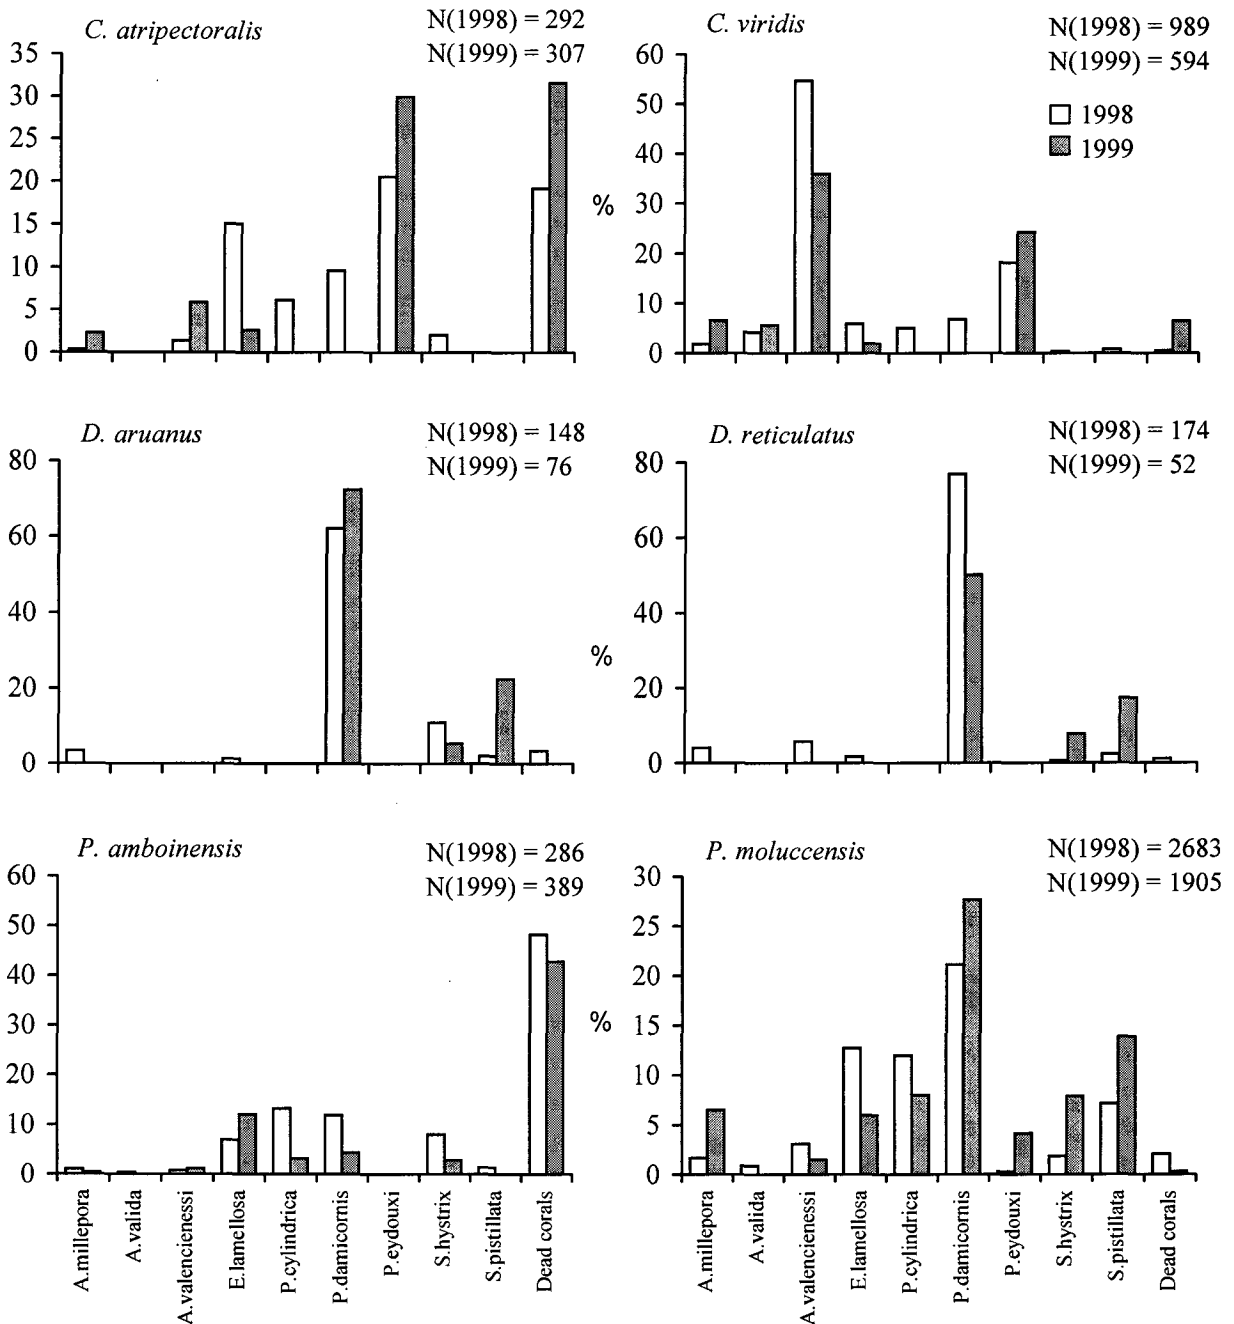 C. atripectoralis
N(1998) = 292
N(1999) = 307
35
30
25
20
15
10
5
0
%
C. viridis
N(1998) = 989
N(1999) = 594
1998
1999
60
50
40
30
20
10
0
D. aruanus
N(1998) = 148
N(1999) = 76
80
60
40
20
0
%
D. reticulatus
N(1998) = 174
N(1999) = 52
80
60
40
20
0
P. amboinensis
N(1998) = 286
N(1999) = 389
60
50
40
30
20
10
0
A.millepora
A.valida
A.valencienessi
E.lamellosa
P.cylindrica
P.damicornis
P.eydouxi
S.hystrix
S.pistillata
Dead corals
%
P. moluccensis
N(1998) = 2683
N(1999) = 1905
30
25
20
15
10
5
0
A.millepora
A.valida
A.valencienessi
E.lamellosa
P.cylindrica
P.damicornis
P.eydouxi
S.hystrix
S.pistillata
Dead corals